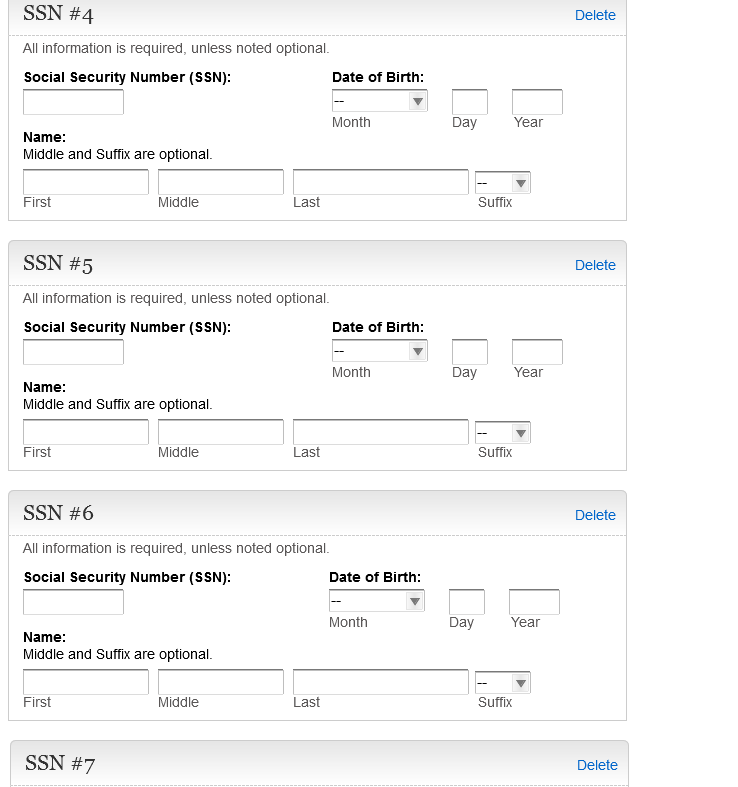 SSN #4 Delete
All information is required, unless noted optional.
Social Security Number (SSN): Date of Birth:
--
Month Day Year
Name:
Middle and Suffix are optional.
--
First Middle Last Suffix
SSN #5 Delete
All information is required, unless noted optional.
Social Security Number (SSN): Date of Birth:
--
Month Day Year
Name:
Middle and Suffix are optional.
--
First Middle Last Suffix
SSN #6 Delete
All information is required, unless noted optional.
Social Security Number (SSN): Date of Birth:
--
Month Day Year
Name:
Middle and Suffix are optional.
--
First Middle Last Suffix
SSN #7 Delete